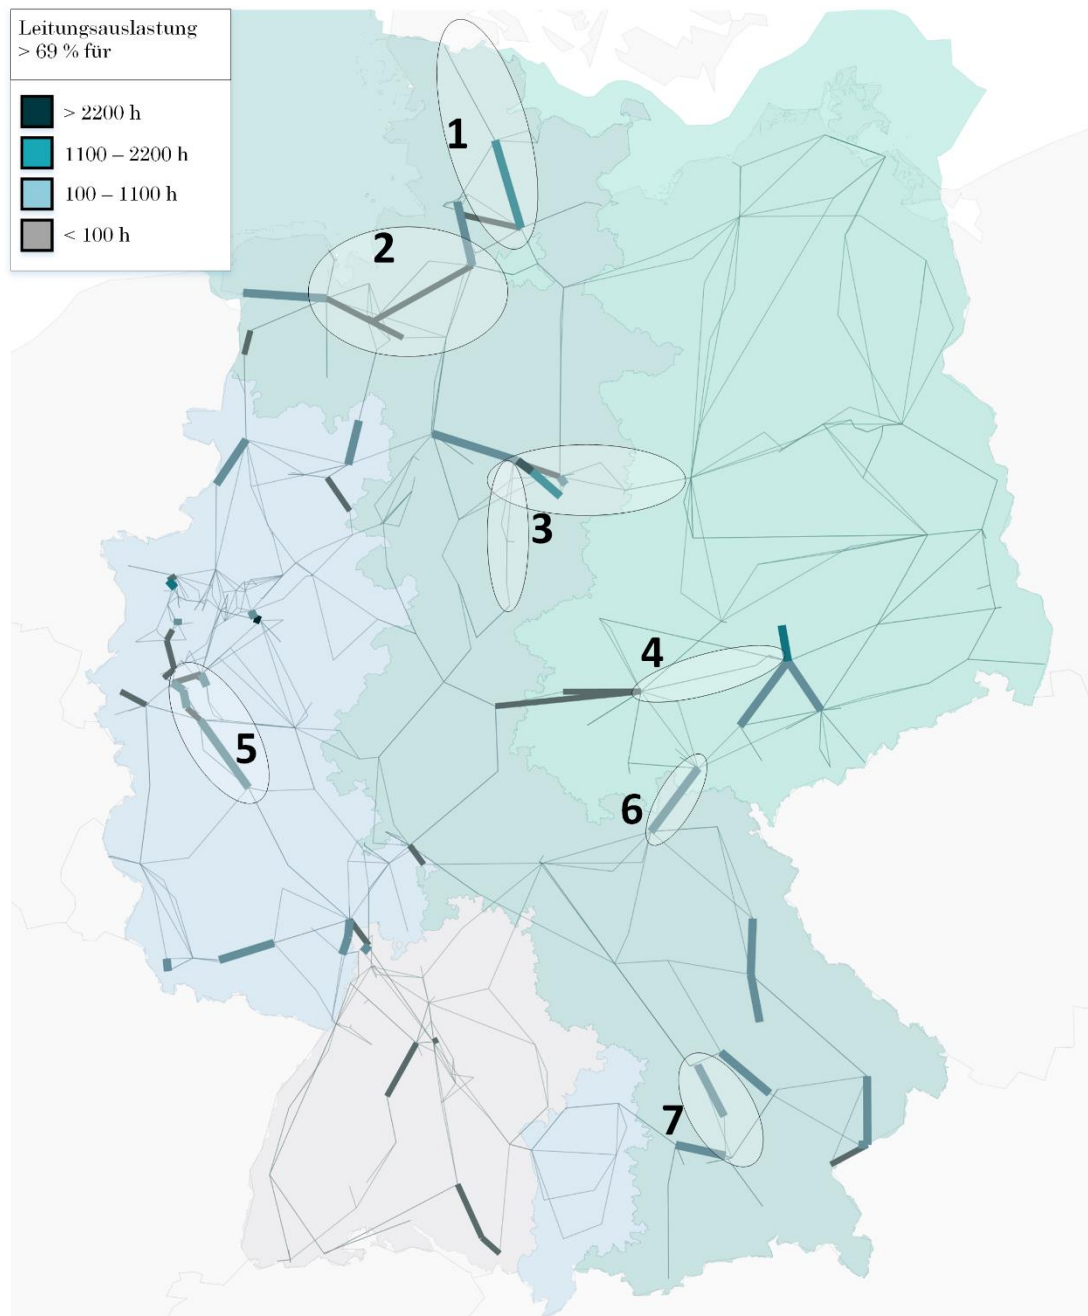 Leitungsauslastung
> 69 % für
> 2200 h
1100 – 2200 h
100 – 1100 h
< 100 h
1
2
3
4
5
6
7